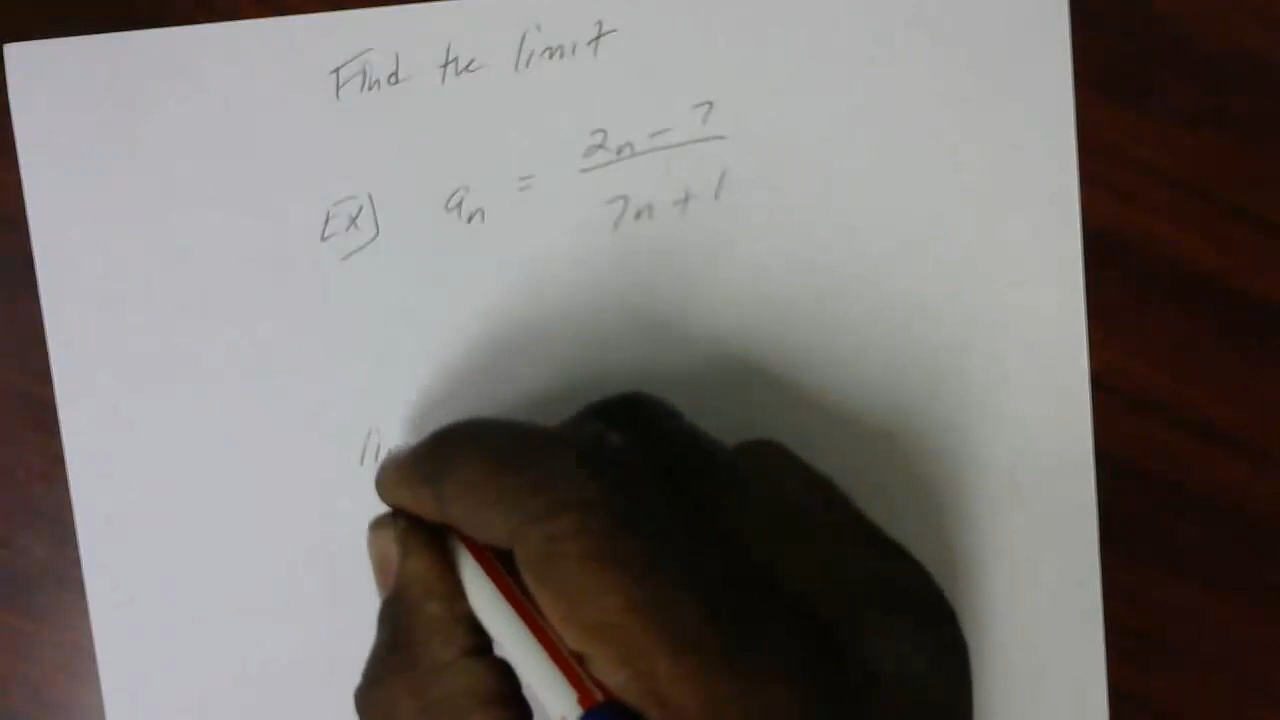 Find the limit
Ex) aₙ = (2n - 7)/(7n + 1)